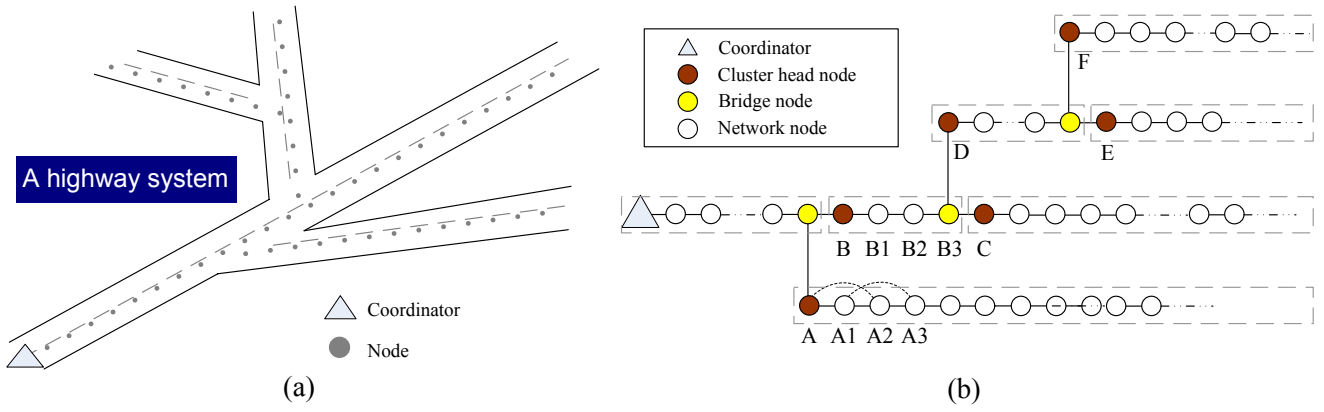 A highway system
Coordinator
Node
(a)
Coordinator
Cluster head node
Bridge node
Network node
F
D
E
B B1 B2 B3 C
A A1 A2 A3
(b)